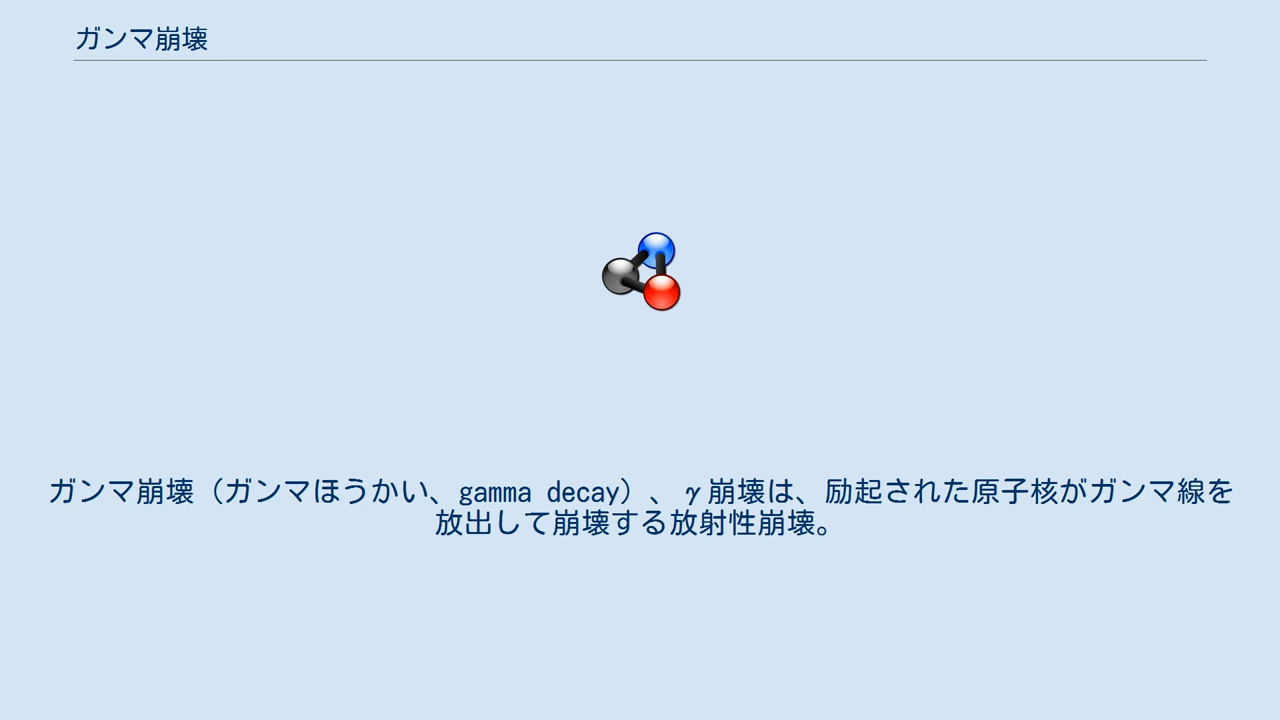 ガンマ崩壊
ガンマ崩壊（ガンマほうかい、gamma decay）、γ崩壊は、励起された原子核がガンマ線を
放出して崩壊する放射性崩壊。